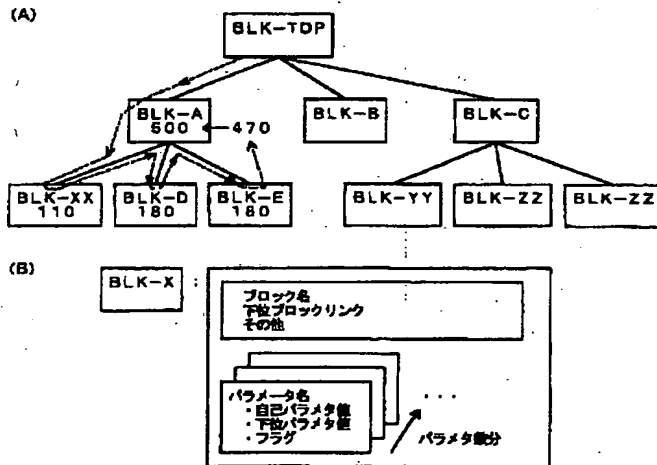 (A)
BLK-TOP
BLK-A
500
470
BLK-B
BLK-C
BLK-XX
110
BLK-D
180
BLK-E
180
BLK-YY
BLK-ZZ
BLK-ZZ
(B)
BLK-X :
ブロック名
下位ブロックリンク
その他
パラメータ名
・自己パラメタ値
・下位パラメタ値
・フラグ
・・・
パラメタ数分